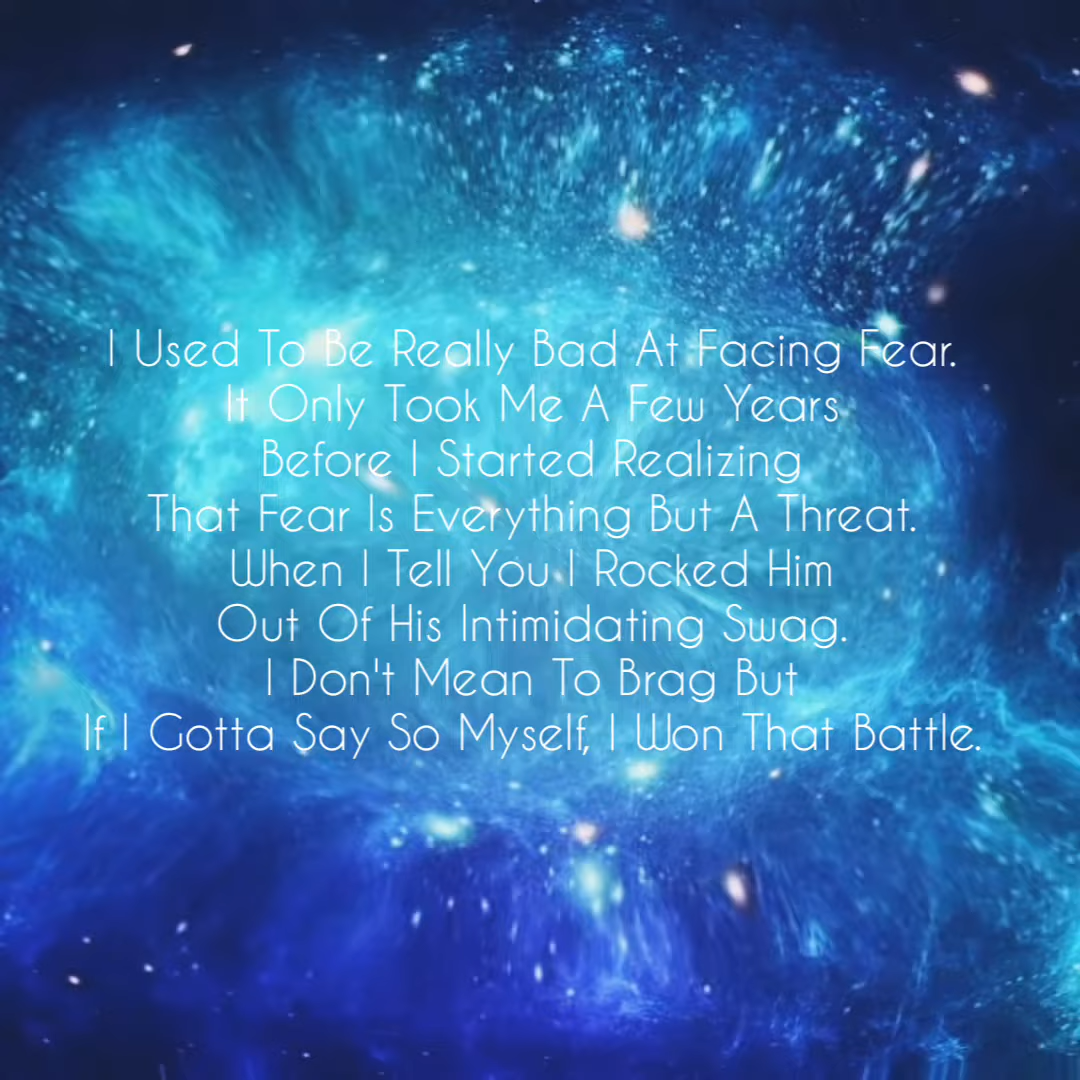 I Used To Be Really Bad At Facing Fear.
It Only Took Me A Few Years
Before I Started Realizing
That Fear Is Everything But A Threat.
When I Tell You I Rocked Him
Out Of His Intimidating Swag.
I Don't Mean To Brag But
If I Gotta Say So Myself, I Won That Battle.